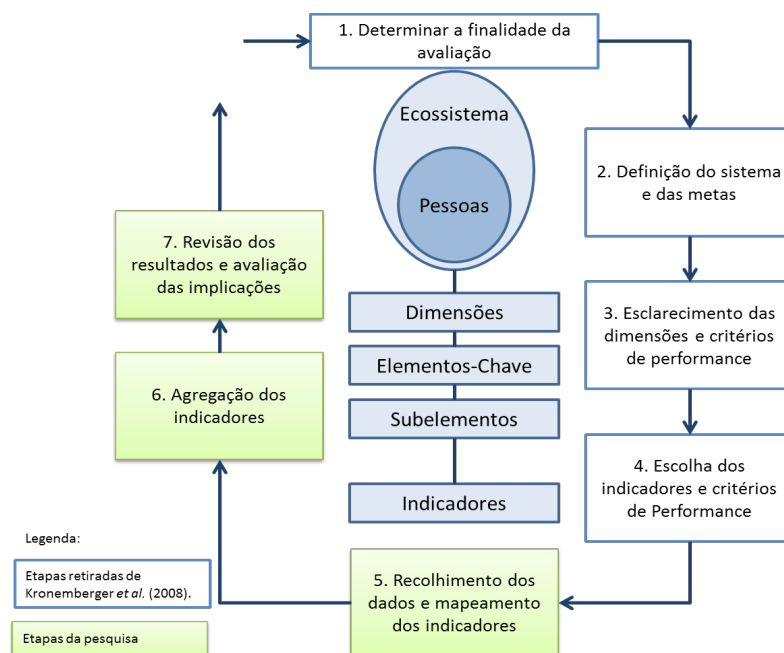 1. Determinar a finalidade da
avaliação
Ecossistema
Pessoas
2. Definição do sistema
e das metas
7. Revisão dos
resultados e avaliação
das implicações
Dimensões
3. Esclarecimento das
dimensões e critérios
de performance
Elementos-Chave
6. Agregação dos
indicadores
Subelementos
4. Escolha dos
indicadores e critérios
de Performance
Indicadores
Legenda:
Etapas retiradas de
Kronemberger et al. (2008).
5. Recolhimento dos
dados e mapeamento
dos indicadores
Etapas da pesquisa